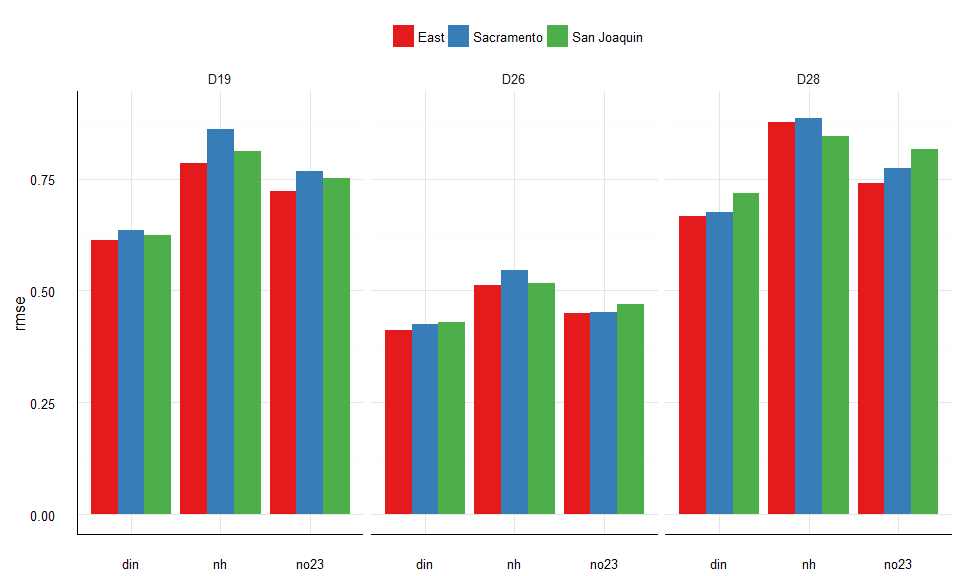 East Sacramento San Joaquin
D19 D26 D28
rmse
0.75
0.50
0.25
0.00
din nh no23 din nh no23 din nh no23